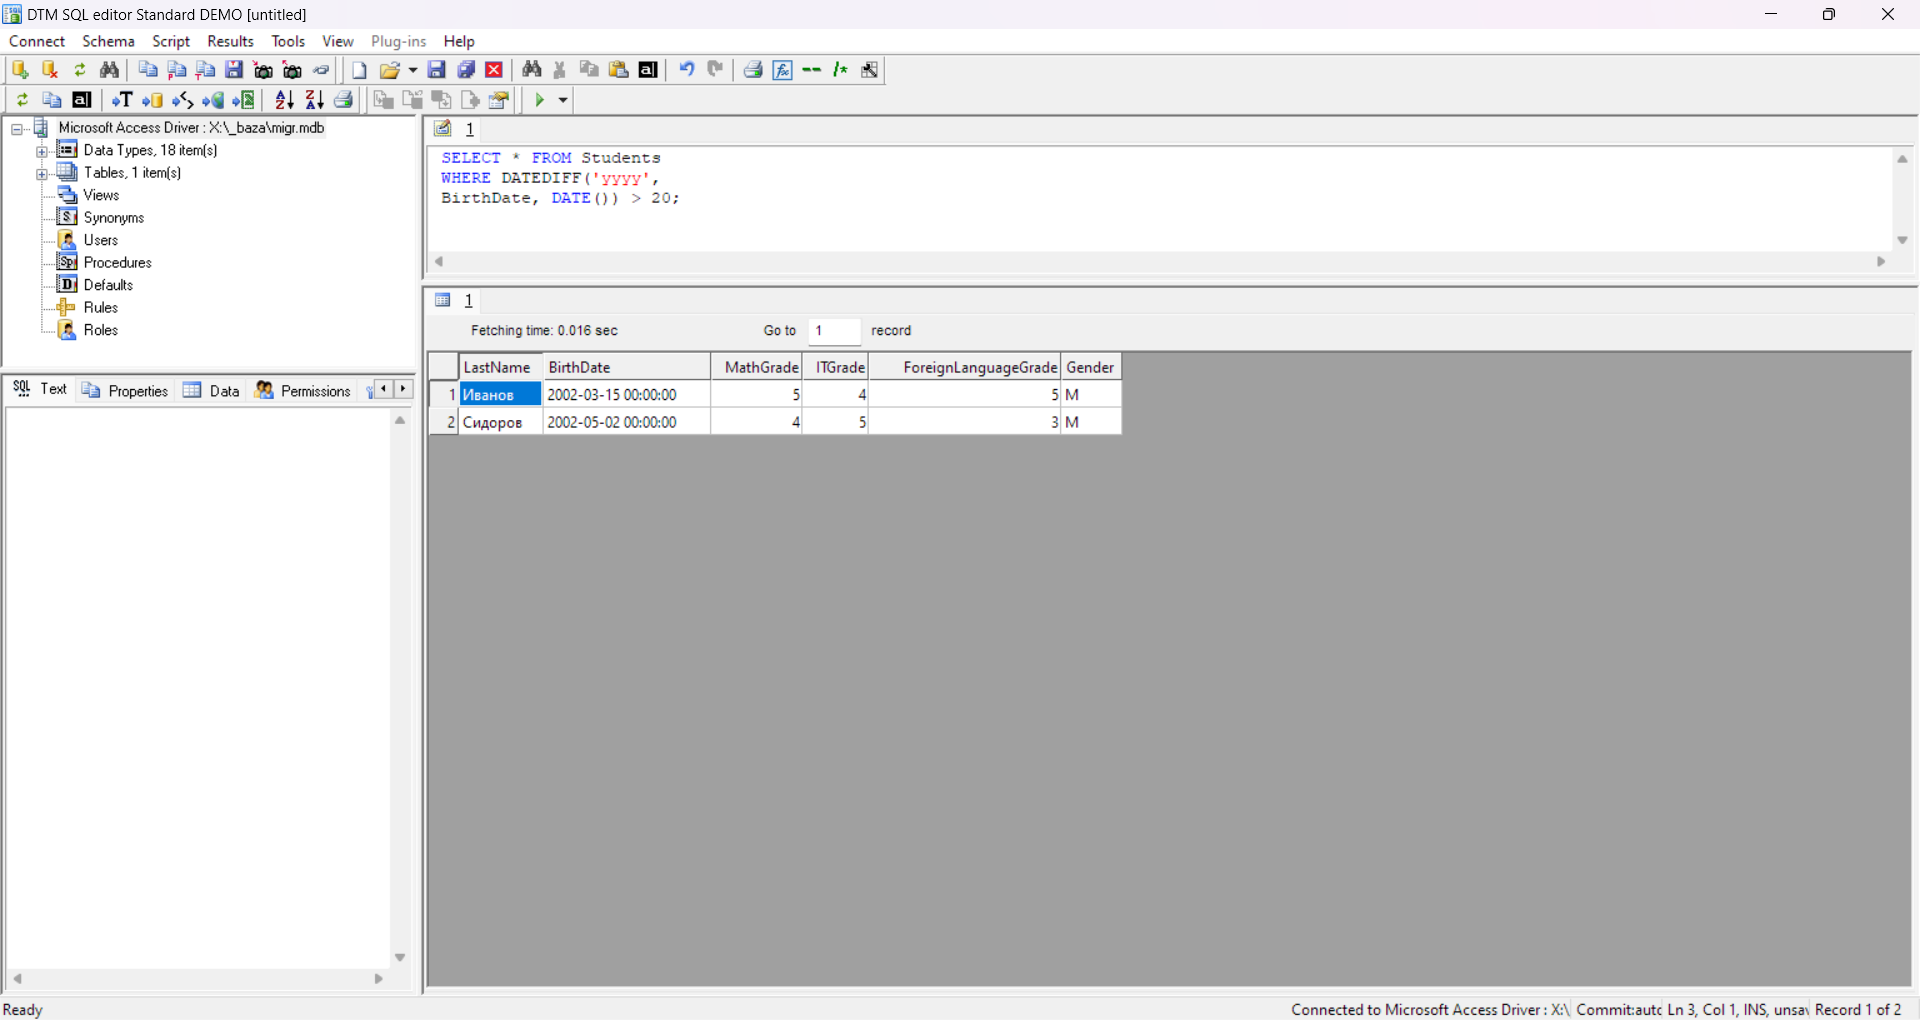 DTM SQL editor Standard DEMO [untitled]
Connect Schema Script Results Tools View Plug-ins Help
Microsoft Access Driver : X:\_baza\migr.mdb
Data Types, 18 item(s)
Tables, 1 item(s)
Views
Synonyms
Users
Procedures
Defaults
Rules
Roles
SQL Text Properties Data Permissions
1
SELECT * FROM Students
WHERE DATEDIFF('yyyy',
BirthDate, DATE()) > 20;
1
Fetching time: 0.016 sec Go to 1 record
LastName BirthDate MathGrade ITGrade ForeignLanguageGrade Gender
1 Иванов 2002-03-15 00:00:00 5 4 5 M
2 Сидоров 2002-05-02 00:00:00 4 5 3 M
Ready Connected to Microsoft Access Driver : X:\ Commit:auto Ln 3, Col 1, INS, unsa Record 1 of 2